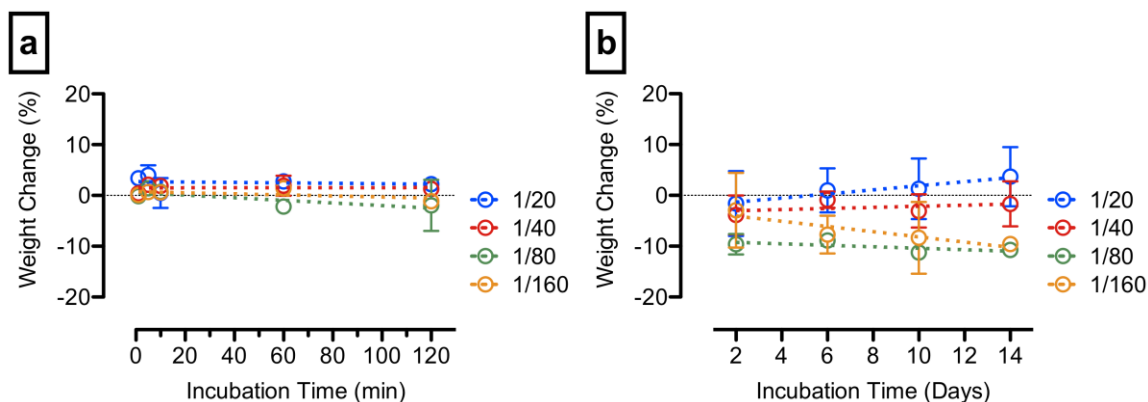 a
Weight Change (%)
20
10
0
-10
-20
0 20 40 60 80 100 120
Incubation Time (min)
1/20
1/40
1/80
1/160
b
Weight Change (%)
20
10
0
-10
-20
2 4 6 8 10 12 14
Incubation Time (Days)
1/20
1/40
1/80
1/160